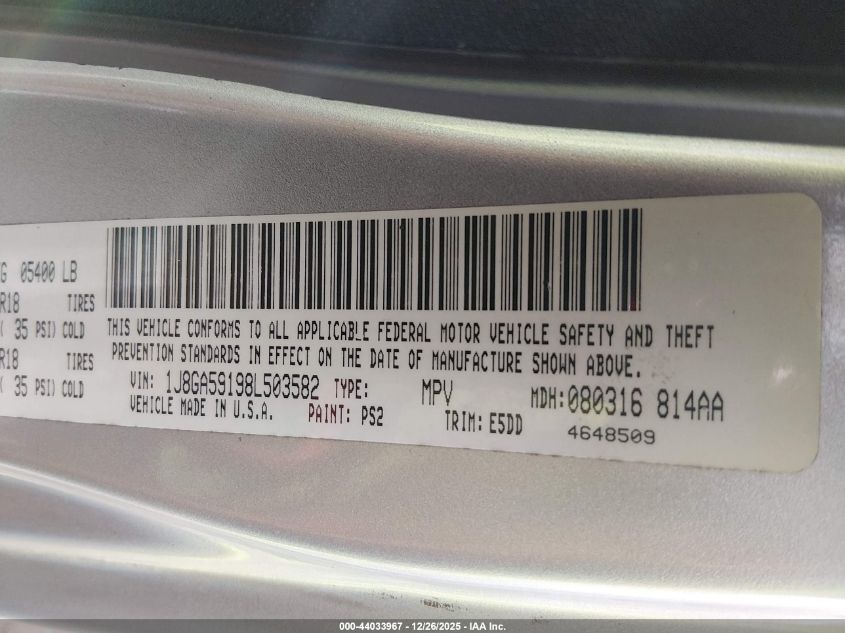 G 05400 LB
R18 TIRES
( 35 PSI) COLD
R18 TIRES
( 35 PSI) COLD
THIS VEHICLE CONFORMS TO ALL APPLICABLE FEDERAL MOTOR VEHICLE SAFETY AND THEFT
PREVENTION STANDARDS IN EFFECT ON THE DATE OF MANUFACTURE SHOWN ABOVE.
VIN: 1J8GA59198L503582 TYPE: MPV MDH:080316 814AA
VEHICLE MADE IN U.S.A. PAINT: PS2 TRIM: E5DD 4648509
000-44033967 - 12/26/2025 - IAA Inc.